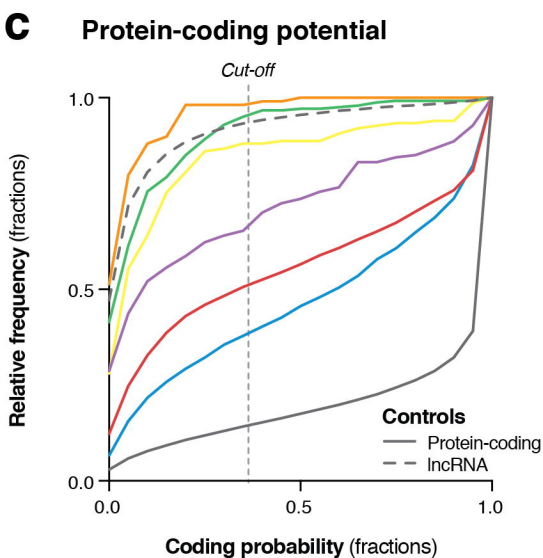 C
Protein-coding potential
Cut-off
1.0
0.5
0.0
Relative frequency (fractions)
Controls
Protein-coding
lncRNA
0.0 0.5 1.0
Coding probability (fractions)